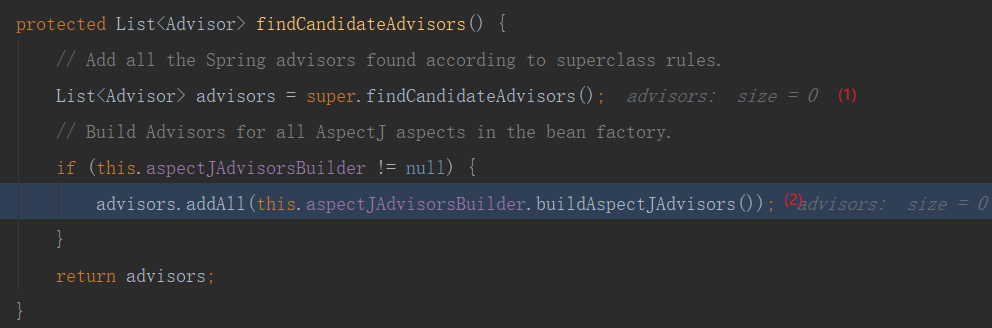 protected List<Advisor> findCandidateAdvisors() {
// Add all the Spring advisors found according to superclass rules.
List<Advisor> advisors = super.findCandidateAdvisors(); advisors: size = 0 (1)
// Build Advisors for all AspectJ aspects in the bean factory.
if (this.aspectJAdvisorsBuilder != null) {
advisors.addAll(this.aspectJAdvisorsBuilder.buildAspectJAdvisors()); (2) advisors: size = 0
}
return advisors;
}